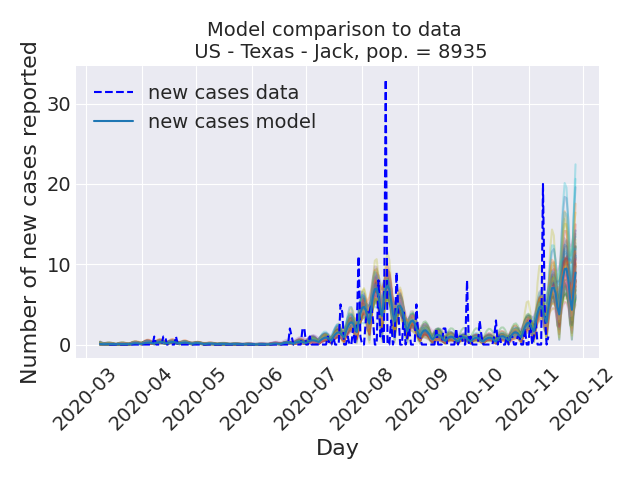 Model comparison to data
US - Texas - Jack, pop. = 8935
Number of new cases reported
new cases data
new cases model
30
20
10
0
2020-03
2020-04
2020-05
2020-06
2020-07
2020-08
2020-09
2020-10
2020-11
2020-12
Day